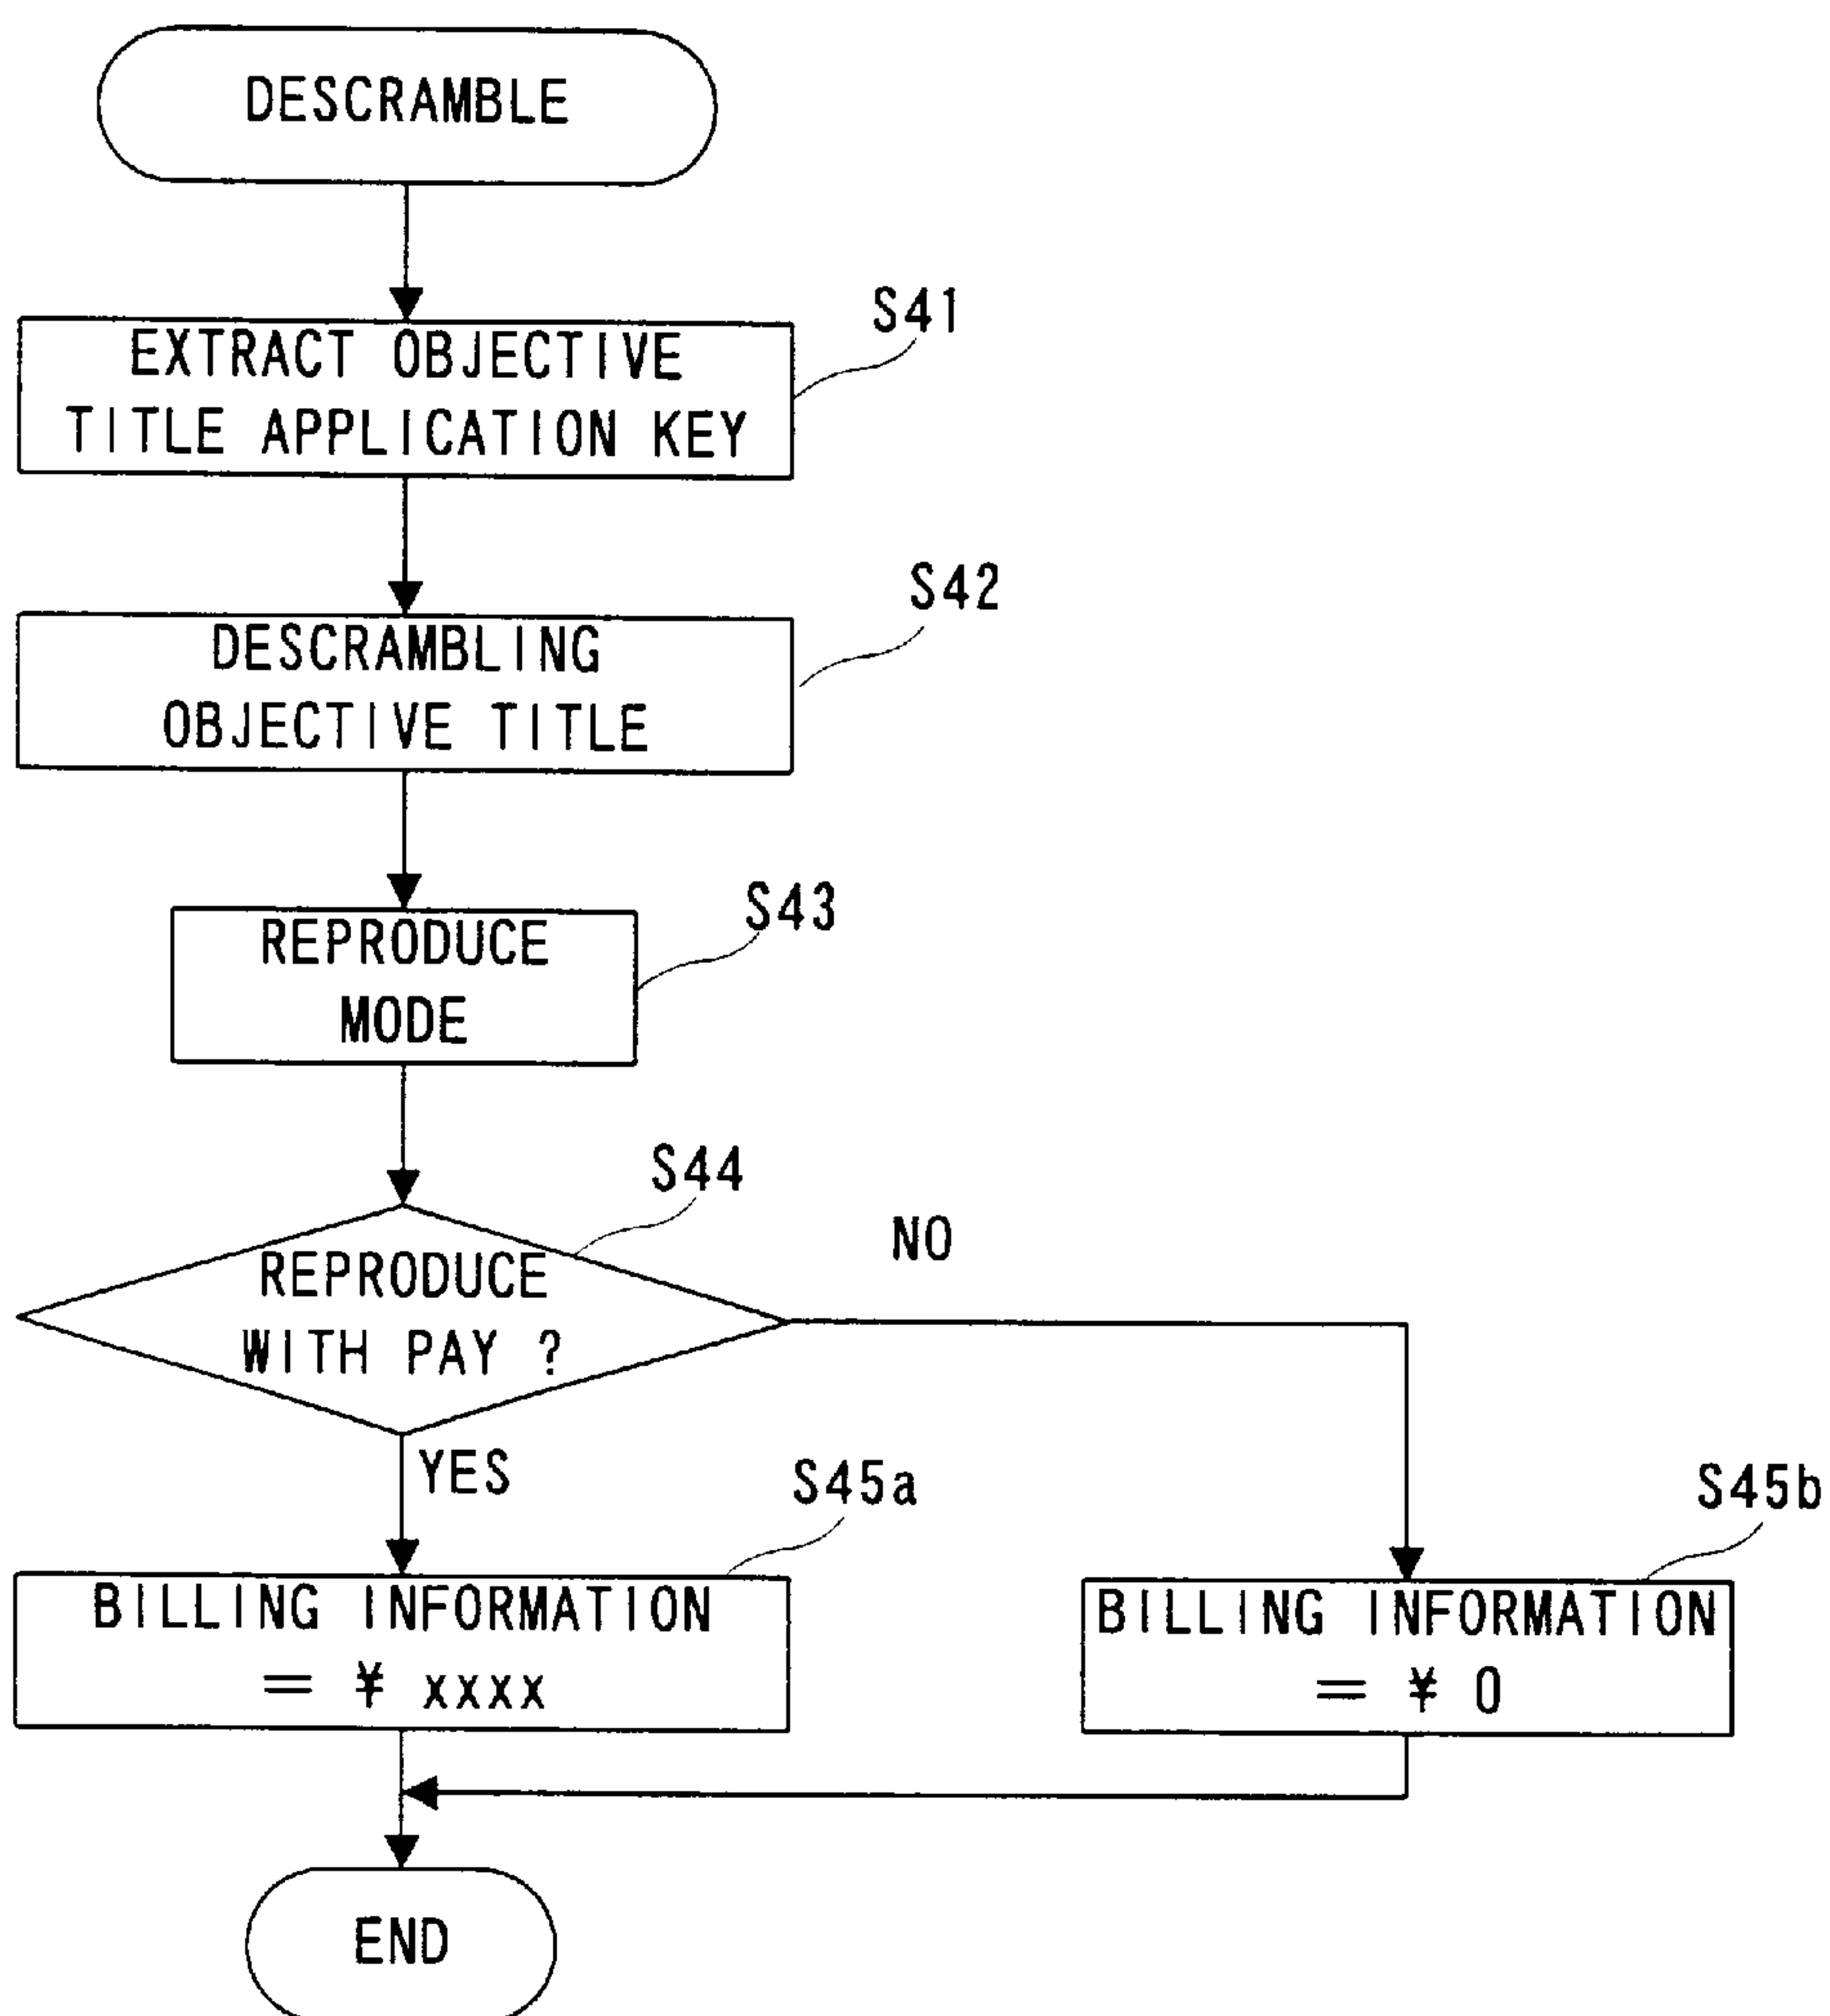 DESCRAMBLE
S41
EXTRACT OBJECTIVE
TITLE APPLICATION KEY
S42
DESCRAMBLING
OBJECTIVE TITLE
S43
REPRODUCE
MODE
S44
NO
REPRODUCE
WITH PAY ?
YES
S45a
S45b
BILLING INFORMATION
= ¥ xxxx
BILLING INFORMATION
= ¥ 0
END